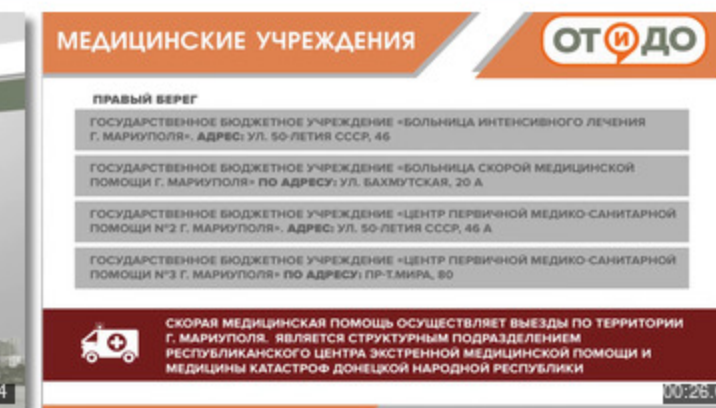 МЕДИЦИНСКИЕ УЧРЕЖДЕНИЯ
ОТ И ДО
ПРАВЫЙ БЕРЕГ
ГОСУДАРСТВЕННОЕ БЮДЖЕТНОЕ УЧРЕЖДЕНИЕ «БОЛЬНИЦА ИНТЕНСИВНОГО ЛЕЧЕНИЯ
Г. МАРИУПОЛЯ». АДРЕС: УЛ. 50-ЛЕТИЯ СССР, 46
ГОСУДАРСТВЕННОЕ БЮДЖЕТНОЕ УЧРЕЖДЕНИЕ «БОЛЬНИЦА СКОРОЙ МЕДИЦИНСКОЙ
ПОМОЩИ Г. МАРИУПОЛЯ» ПО АДРЕСУ: УЛ. БАХМУТСКАЯ, 20 А
ГОСУДАРСТВЕННОЕ БЮДЖЕТНОЕ УЧРЕЖДЕНИЕ «ЦЕНТР ПЕРВИЧНОЙ МЕДИКО-САНИТАРНОЙ
ПОМОЩИ №2 Г. МАРИУПОЛЯ». АДРЕС: УЛ. 50-ЛЕТИЯ СССР, 46 А
ГОСУДАРСТВЕННОЕ БЮДЖЕТНОЕ УЧРЕЖДЕНИЕ «ЦЕНТР ПЕРВИЧНОЙ МЕДИКО-САНИТАРНОЙ
ПОМОЩИ №3 Г. МАРИУПОЛЯ» ПО АДРЕСУ: ПР-Т.МИРА, 80
СКОРАЯ МЕДИЦИНСКАЯ ПОМОЩЬ ОСУЩЕСТВЛЯЕТ ВЫЕЗДЫ ПО ТЕРРИТОРИИ
Г. МАРИУПОЛЯ. ЯВЛЯЕТСЯ СТРУКТУРНЫМ ПОДРАЗДЕЛЕНИЕМ
РЕСПУБЛИКАНСКОГО ЦЕНТРА ЭКСТРЕННОЙ МЕДИЦИНСКОЙ ПОМОЩИ И
МЕДИЦИНЫ КАТАСТРОФ ДОНЕЦКОЙ НАРОДНОЙ РЕСПУБЛИКИ
4
00:26.